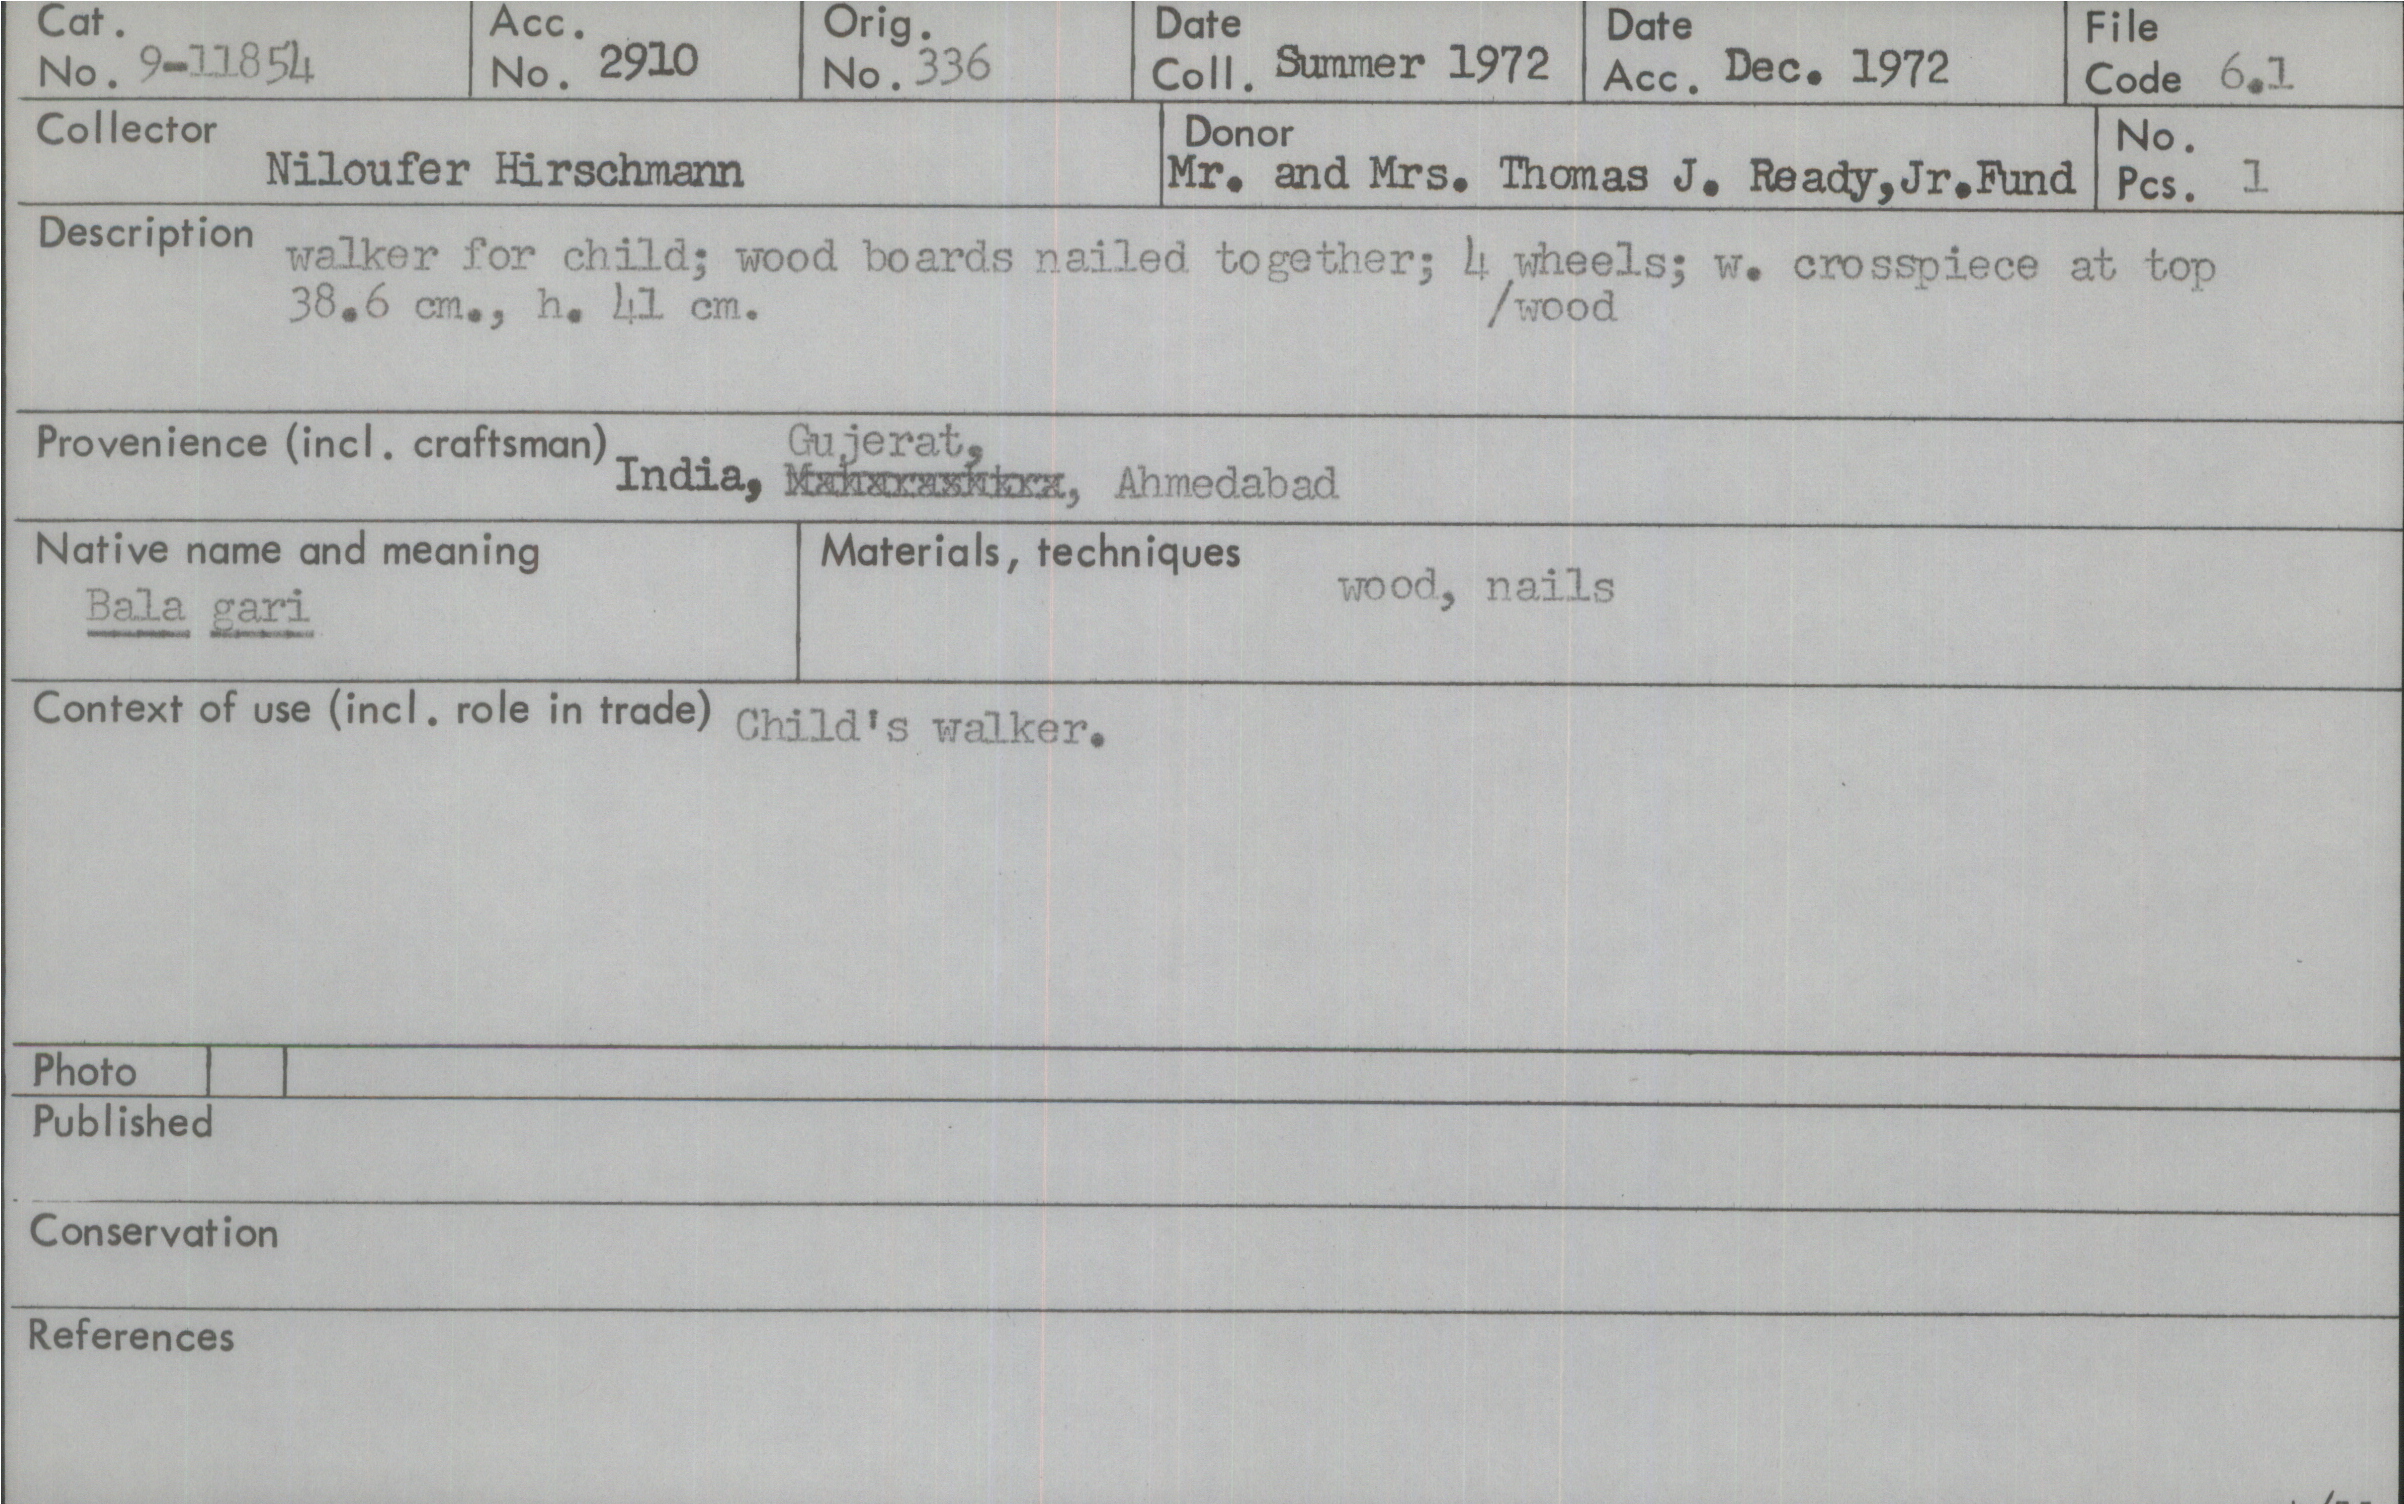 Cat. No. 9-11854
Acc. No. 2910
Orig. No. 336
Date Coll. Summer 1972
Date Acc. Dec. 1972
File Code 6.1
Collector
Niloufer Hirschmann
Donor
Mr. and Mrs. Thomas J. Ready,Jr.Fund
No. Pcs. 1
Description
walker for child; wood boards nailed together; 4 wheels; w. crosspiece at top
38.6 cm., h. 41 cm.
/wood
Provenience (incl. craftsman)
Gujerat,
India, Maharashtra, Ahmedabad
Native name and meaning
Bala gari
Materials, techniques
wood, nails
Context of use (incl. role in trade) Child's walker.
Photo
Published
Conservation
References